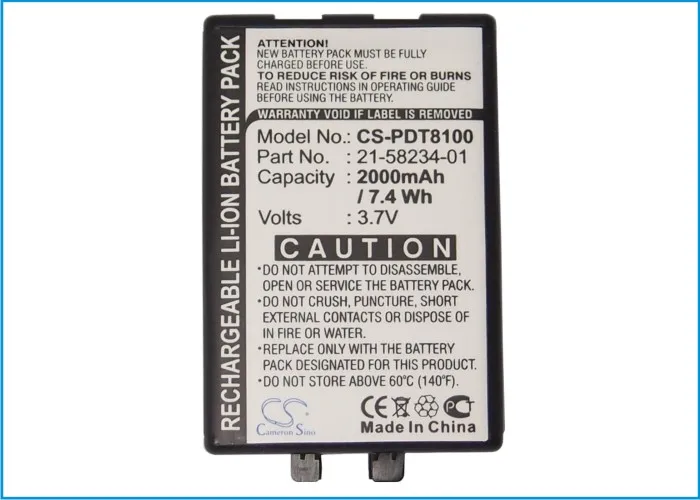 RECHARGEABLE LI-ION BATTERY PACK
ATTENTION!
NEW BATTERY PACK MUST BE FULLY
CHARGED BEFORE USE.
TO REDUCE RISK OF FIRE OR BURNS
READ INSTRUCTIONS IN OPERATING GUIDE
BEFORE USING THE BATTERY.
WARRANTY VOID IF LABEL IS REMOVED
Model No.: CS-PDT8100
Part No. : 21-58234-01
Capacity : 2000mAh
/ 7.4 Wh
Volts : 3.7V
CAUTION
•DO NOT ATTEMPT TO DISASSEMBLE,
OPEN OR SERVICE THE BATTERY PACK.
•DO NOT CRUSH, PUNCTURE, SHORT
EXTERNAL CONTACTS OR DISPOSE OF
IN FIRE OR WATER.
•REPLACE ONLY WITH THE BATTERY
PACK DESIGNATED FOR THE DEVICE.
•DO NOT DISASSEMBLE ABOVE 60°C (140°F)
CS
Cameron Sino
CE
Made In China